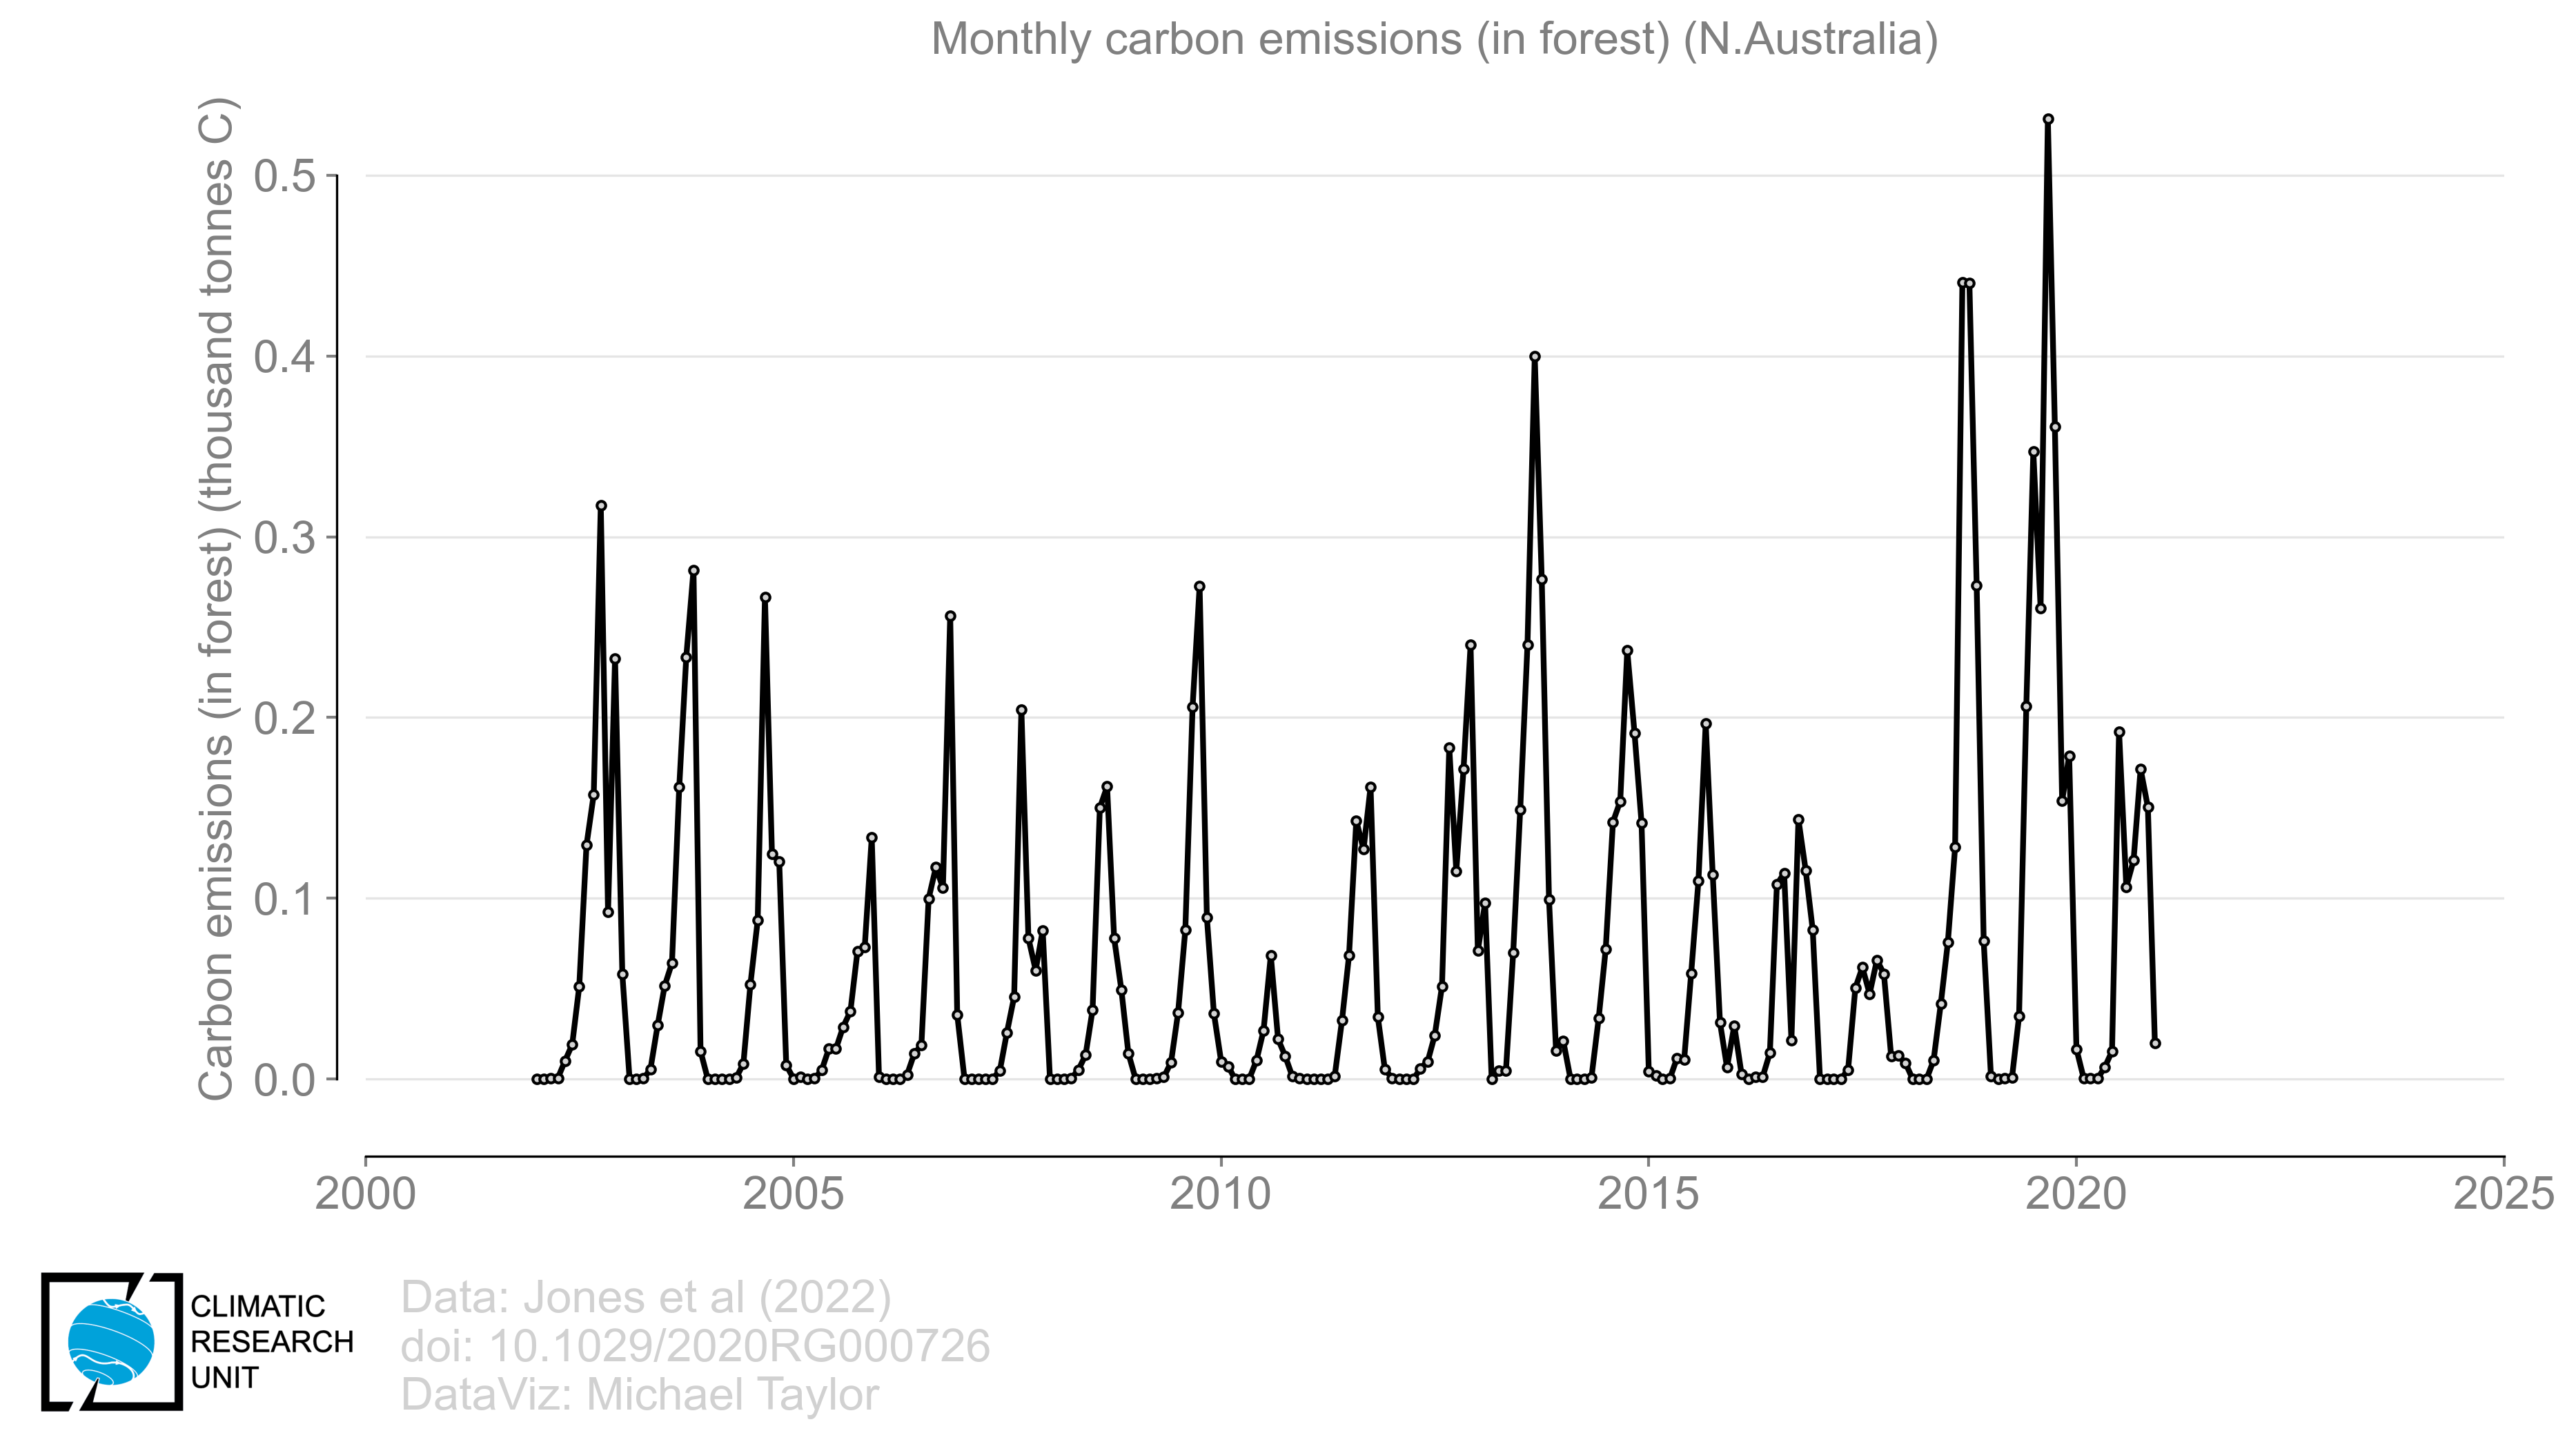 Monthly carbon emissions (in forest) (N.Australia)
Carbon emissions (in forest) (thousand tonnes C)
0.5
0.4
0.3
0.2
0.1
0.0
2000
2005
2010
2015
2020
2025
CLIMATIC
RESEARCH
UNIT
Data: Jones et al (2022)
doi: 10.1029/2020RG000726
DataViz: Michael Taylor